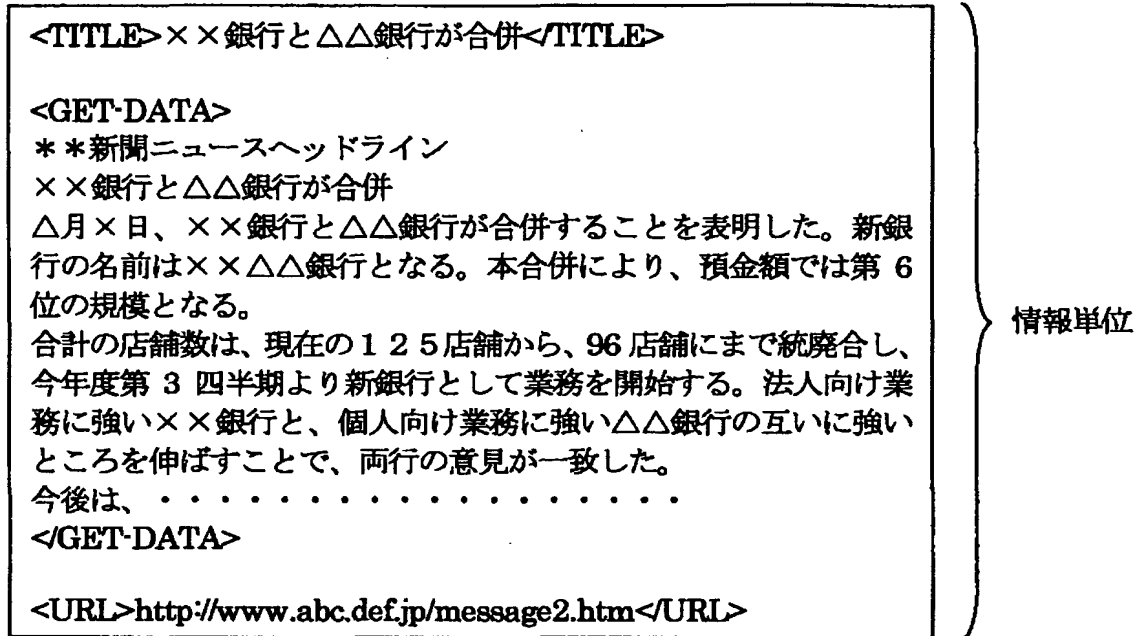 <TITLE>××銀行と△△銀行が合併</TITLE>
<GET-DATA>
＊＊新聞ニュースヘッドライン
××銀行と△△銀行が合併
△月×日、××銀行と△△銀行が合併することを表明した。新銀
行の名前は××△△銀行となる。本合併により、預金額では第 6
位の規模となる。
合計の店舗数は、現在の１２５店舗から、96 店舗にまで統廃合し、
今年度第 3 四半期より新銀行として業務を開始する。法人向け業
務に強い××銀行と、個人向け業務に強い△△銀行の互いに強い
ところを伸ばすことで、両行の意見が一致した。
今後は、・・・・・・・・・・・・・・・・・・
</GET-DATA>
<URL>http://www.abc.def.jp/message2.htm</URL>
情報単位